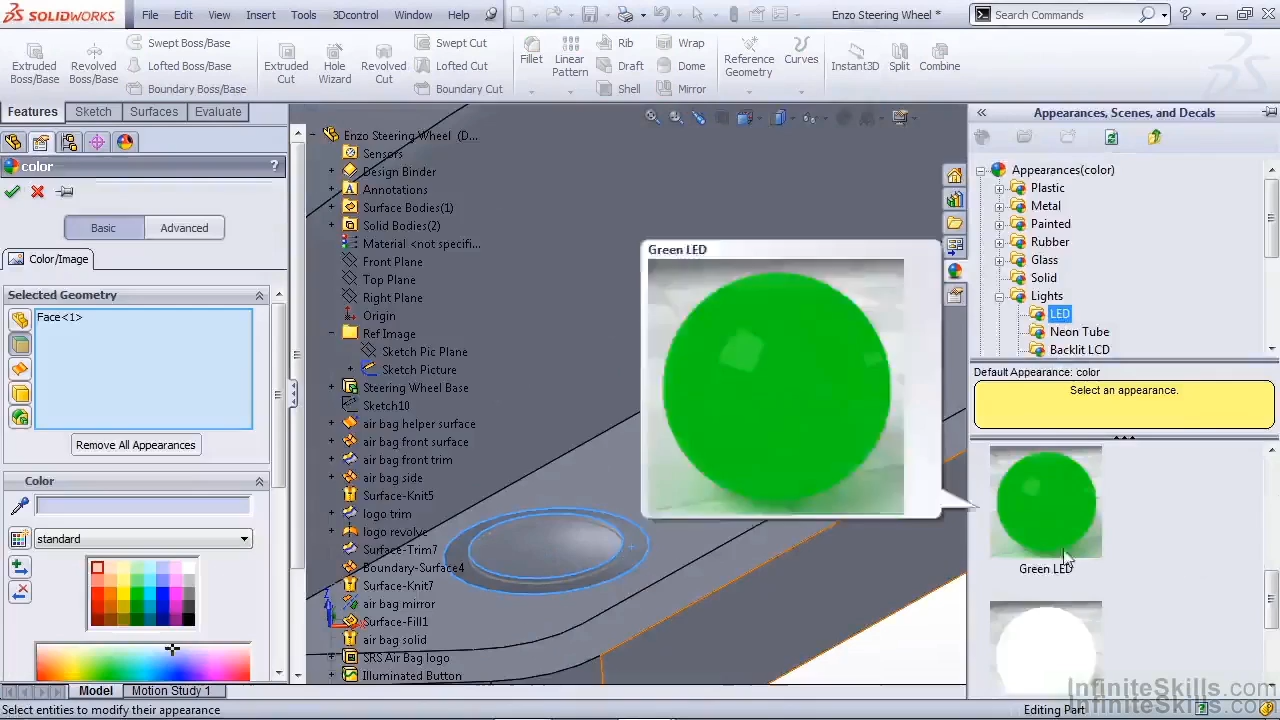 SOLIDWORKS File Edit View Insert Tools 3Dcontrol Window Help Enzo Steering Wheel * Search Commands
Extruded Boss/Base
Revolved Boss/Base
Swept Boss/Base
Lofted Boss/Base
Boundary Boss/Base
Extruded Cut
Hole Wizard
Revolved Cut
Swept Cut
Lofted Cut
Boundary Cut
Fillet
Linear Pattern
Rib
Draft
Shell
Wrap
Dome
Mirror
Reference Geometry
Curves
Instant3D
Split
Combine
Features Sketch Surfaces Evaluate
color ?
Basic Advanced
Color/Image
Selected Geometry
Face<1>
Remove All Appearances
Color
standard
Enzo Steering Wheel (D...
Sensors
Design Binder
Annotations
Surface Bodies(1)
Solid Bodies(2)
Material <not specifi...
Front Plane
Top Plane
Right Plane
Origin
Ref Image
Sketch Pic Plane
Sketch Picture
Steering Wheel Base
Sketch10
air bag helper surface
air bag front surface
air bag front trim
air bag side
Surface-Knit5
logo trim
logo revolve
Surface-Trim7
Boundary-Surface4
Surface-Knit7
air bag mirror
Surface-Fill1
air bag solid
SRS Air Bag logo
Illuminated Button
Green LED
Appearances, Scenes, and Decals
Appearances(color)
Plastic
Metal
Painted
Rubber
Glass
Solid
Lights
LED
Neon Tube
Backlit LCD
Default Appearance: color
Select an appearance.
Green LED
Model Motion Study 1
Select entities to modify their appearance
Editing Part
InfiniteSkills.com
InfiniteSkills.com